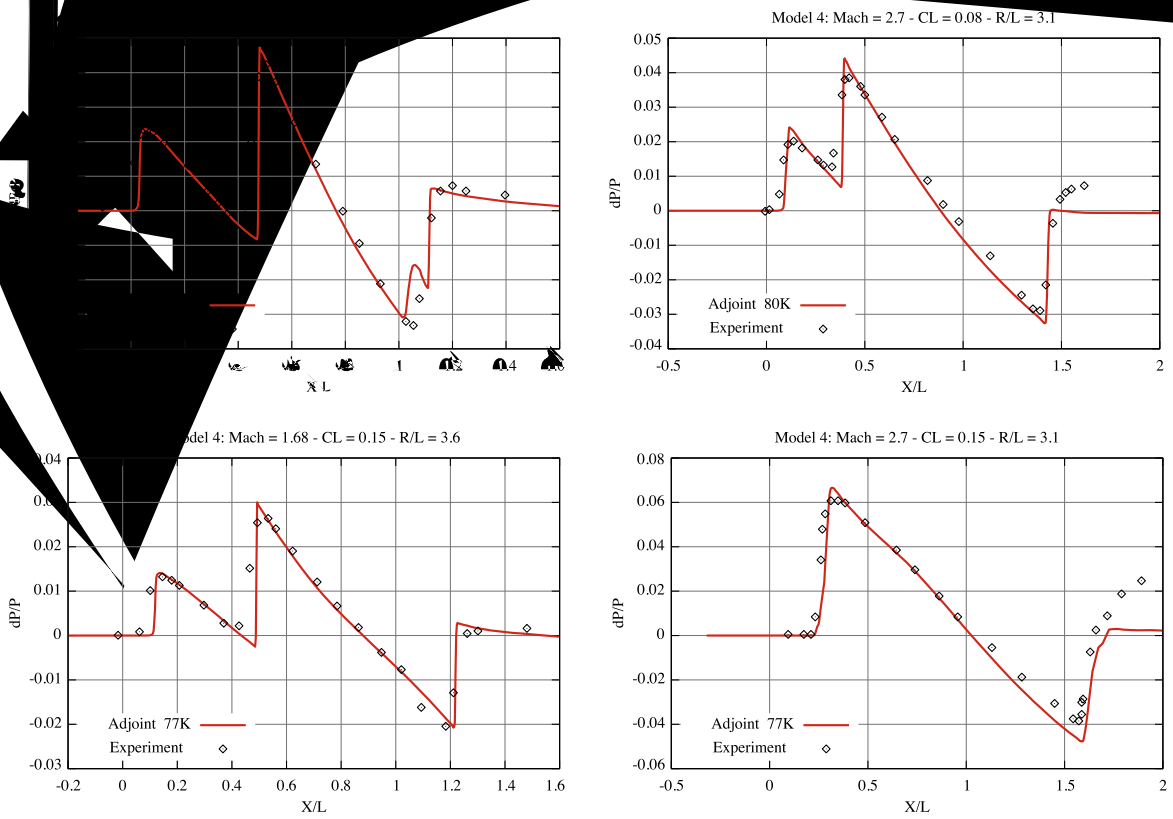 Model 4: Mach = 2.7 - CL = 0.08 - R/L = 3.1
0.05
0.04
0.03
0.02
0.01
0
-0.01
-0.02
-0.03
-0.04
dP/P
Adjoint 80K
Experiment
-0.5 0 0.5 1 1.5 2
X/L
1 0.4
X L
4: Mach = 1.68 - CL = 0.15 - R/L = 3.6
0.04
0.02
0.01
0
-0.01
-0.02
-0.03
dP/P
Adjoint 77K
Experiment
-0.2 0 0.2 0.4 0.6 0.8 1 1.2 1.4 1.6
X/L
Model 4: Mach = 2.7 - CL = 0.15 - R/L = 3.1
0.08
0.06
0.04
0.02
0
-0.02
-0.04
-0.06
dP/P
Adjoint 77K
Experiment
-0.5 0 0.5 1 1.5 2
X/L